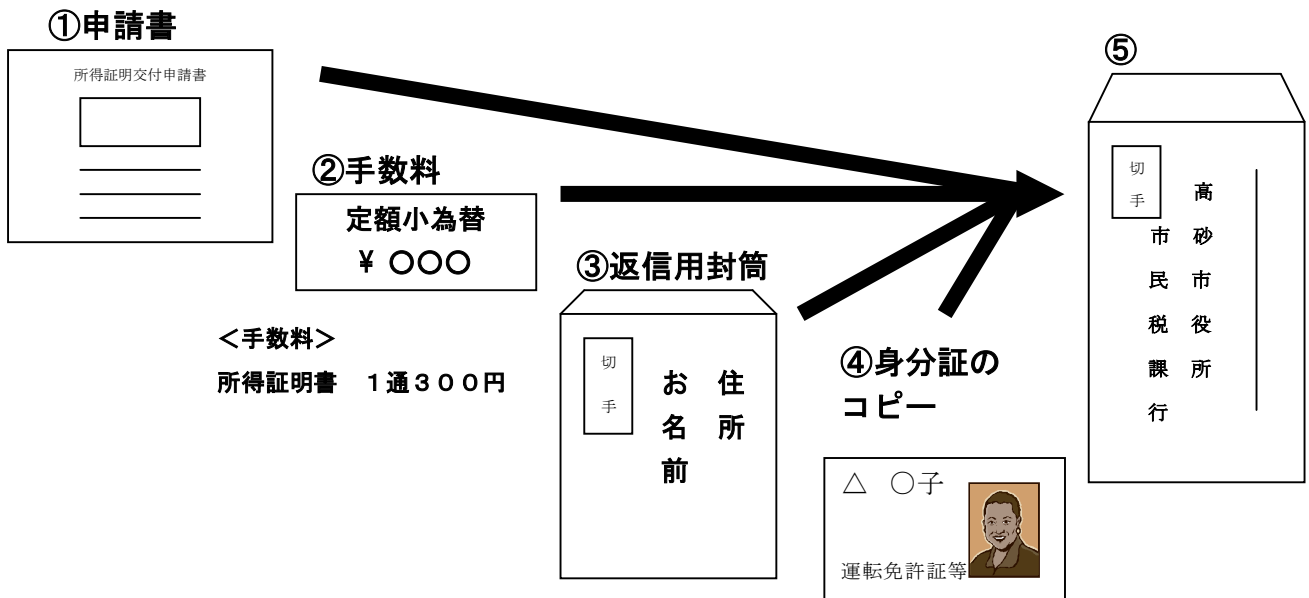 ①申請書
所得証明交付申請書
②手数料
定額小為替
¥ ○○○
<手数料>
所得証明書 1通300円
③返信用封筒
切手
住所
お名前
④身分証の
コピー
△ ○子
運転免許証等
⑤
切手
高砂市役所
市民税課行